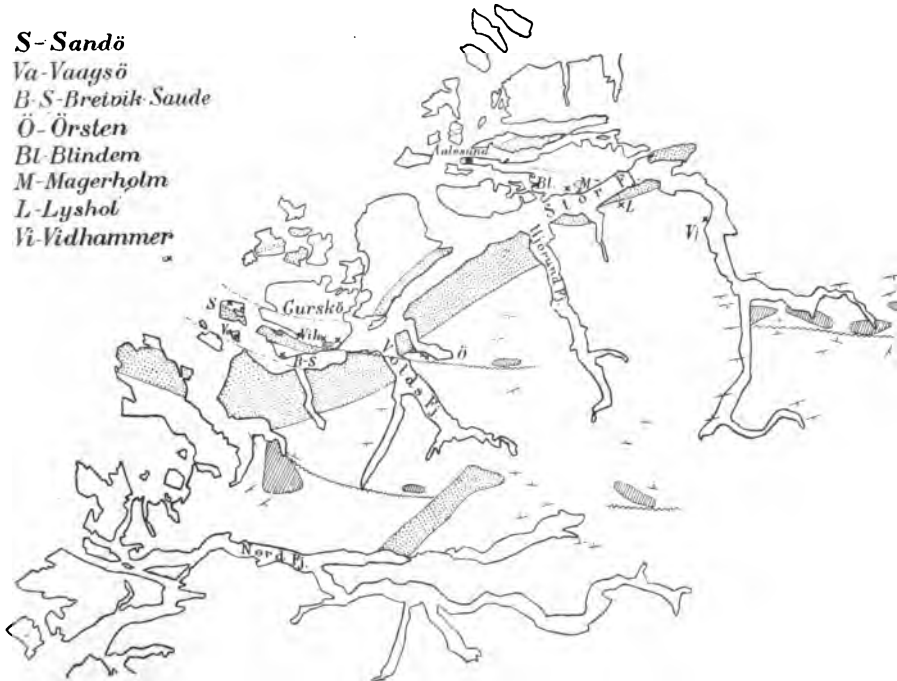 S-Sandö
Va-Vaagsö
B-S-Breivik-Saude
Ö-Örsten
Bl-Blindem
M-Magerholm
L-Lyshol
Vi-Vidhammer
Aalesund
Bl.
M
Stor Fj.
L
Vi
Hjörund Fj.
Gurskö
S
Va
B-S
Ö
Volds Fj.
Nord Fj.